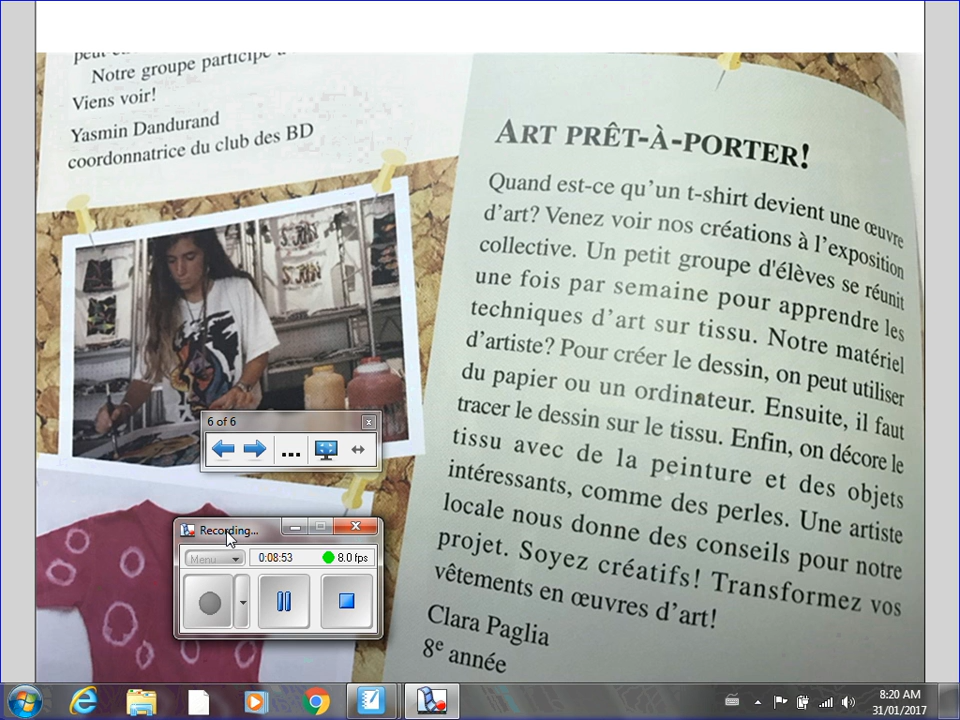 peut
Notre groupe participe à
Viens voir!
Yasmin Dandurand
coordonnatrice du club des BD
ART PRÊT-À-PORTER!
Quand est-ce qu'un t-shirt devient une œuvre
d'art? Venez voir nos créations à l'exposition
collective. Un petit groupe d'élèves se réunit
une fois par semaine pour apprendre les
techniques d'art sur tissu. Notre matériel
d'artiste? Pour créer le dessin, on peut utiliser
du papier ou un ordinateur. Ensuite, il faut
tracer le dessin sur le tissu. Enfin, on décore le
tissu avec de la peinture et des objets
intéressants, comme des perles. Une artiste
locale nous donne des conseils pour notre
projet. Soyez créatifs! Transformez vos
vêtements en œuvres d'art!
Clara Paglia
8e année
6 of 6
Recording...
Menu
0:08:53
8.0 fps
8:20 AM
31/01/2017